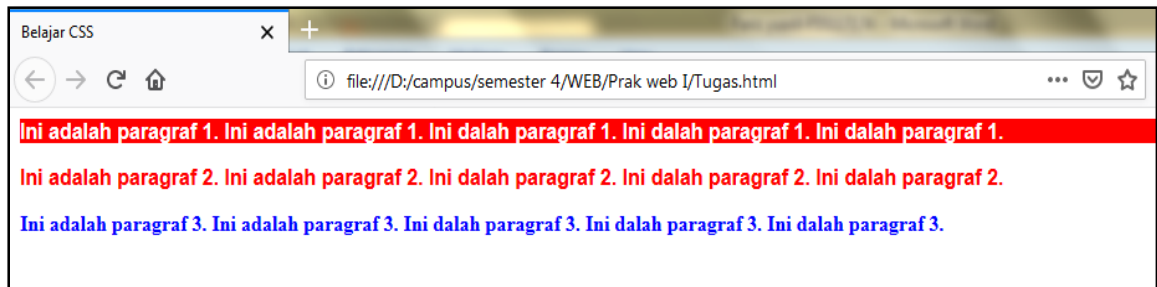 Belajar CSS
file:///D:/campus/semester 4/WEB/Prak web I/Tugas.html
Ini adalah paragraf 1. Ini adalah paragraf 1. Ini dalah paragraf 1. Ini dalah paragraf 1. Ini dalah paragraf 1.
Ini adalah paragraf 2. Ini adalah paragraf 2. Ini dalah paragraf 2. Ini dalah paragraf 2. Ini dalah paragraf 2.
Ini adalah paragraf 3. Ini adalah paragraf 3. Ini dalah paragraf 3. Ini dalah paragraf 3. Ini dalah paragraf 3.